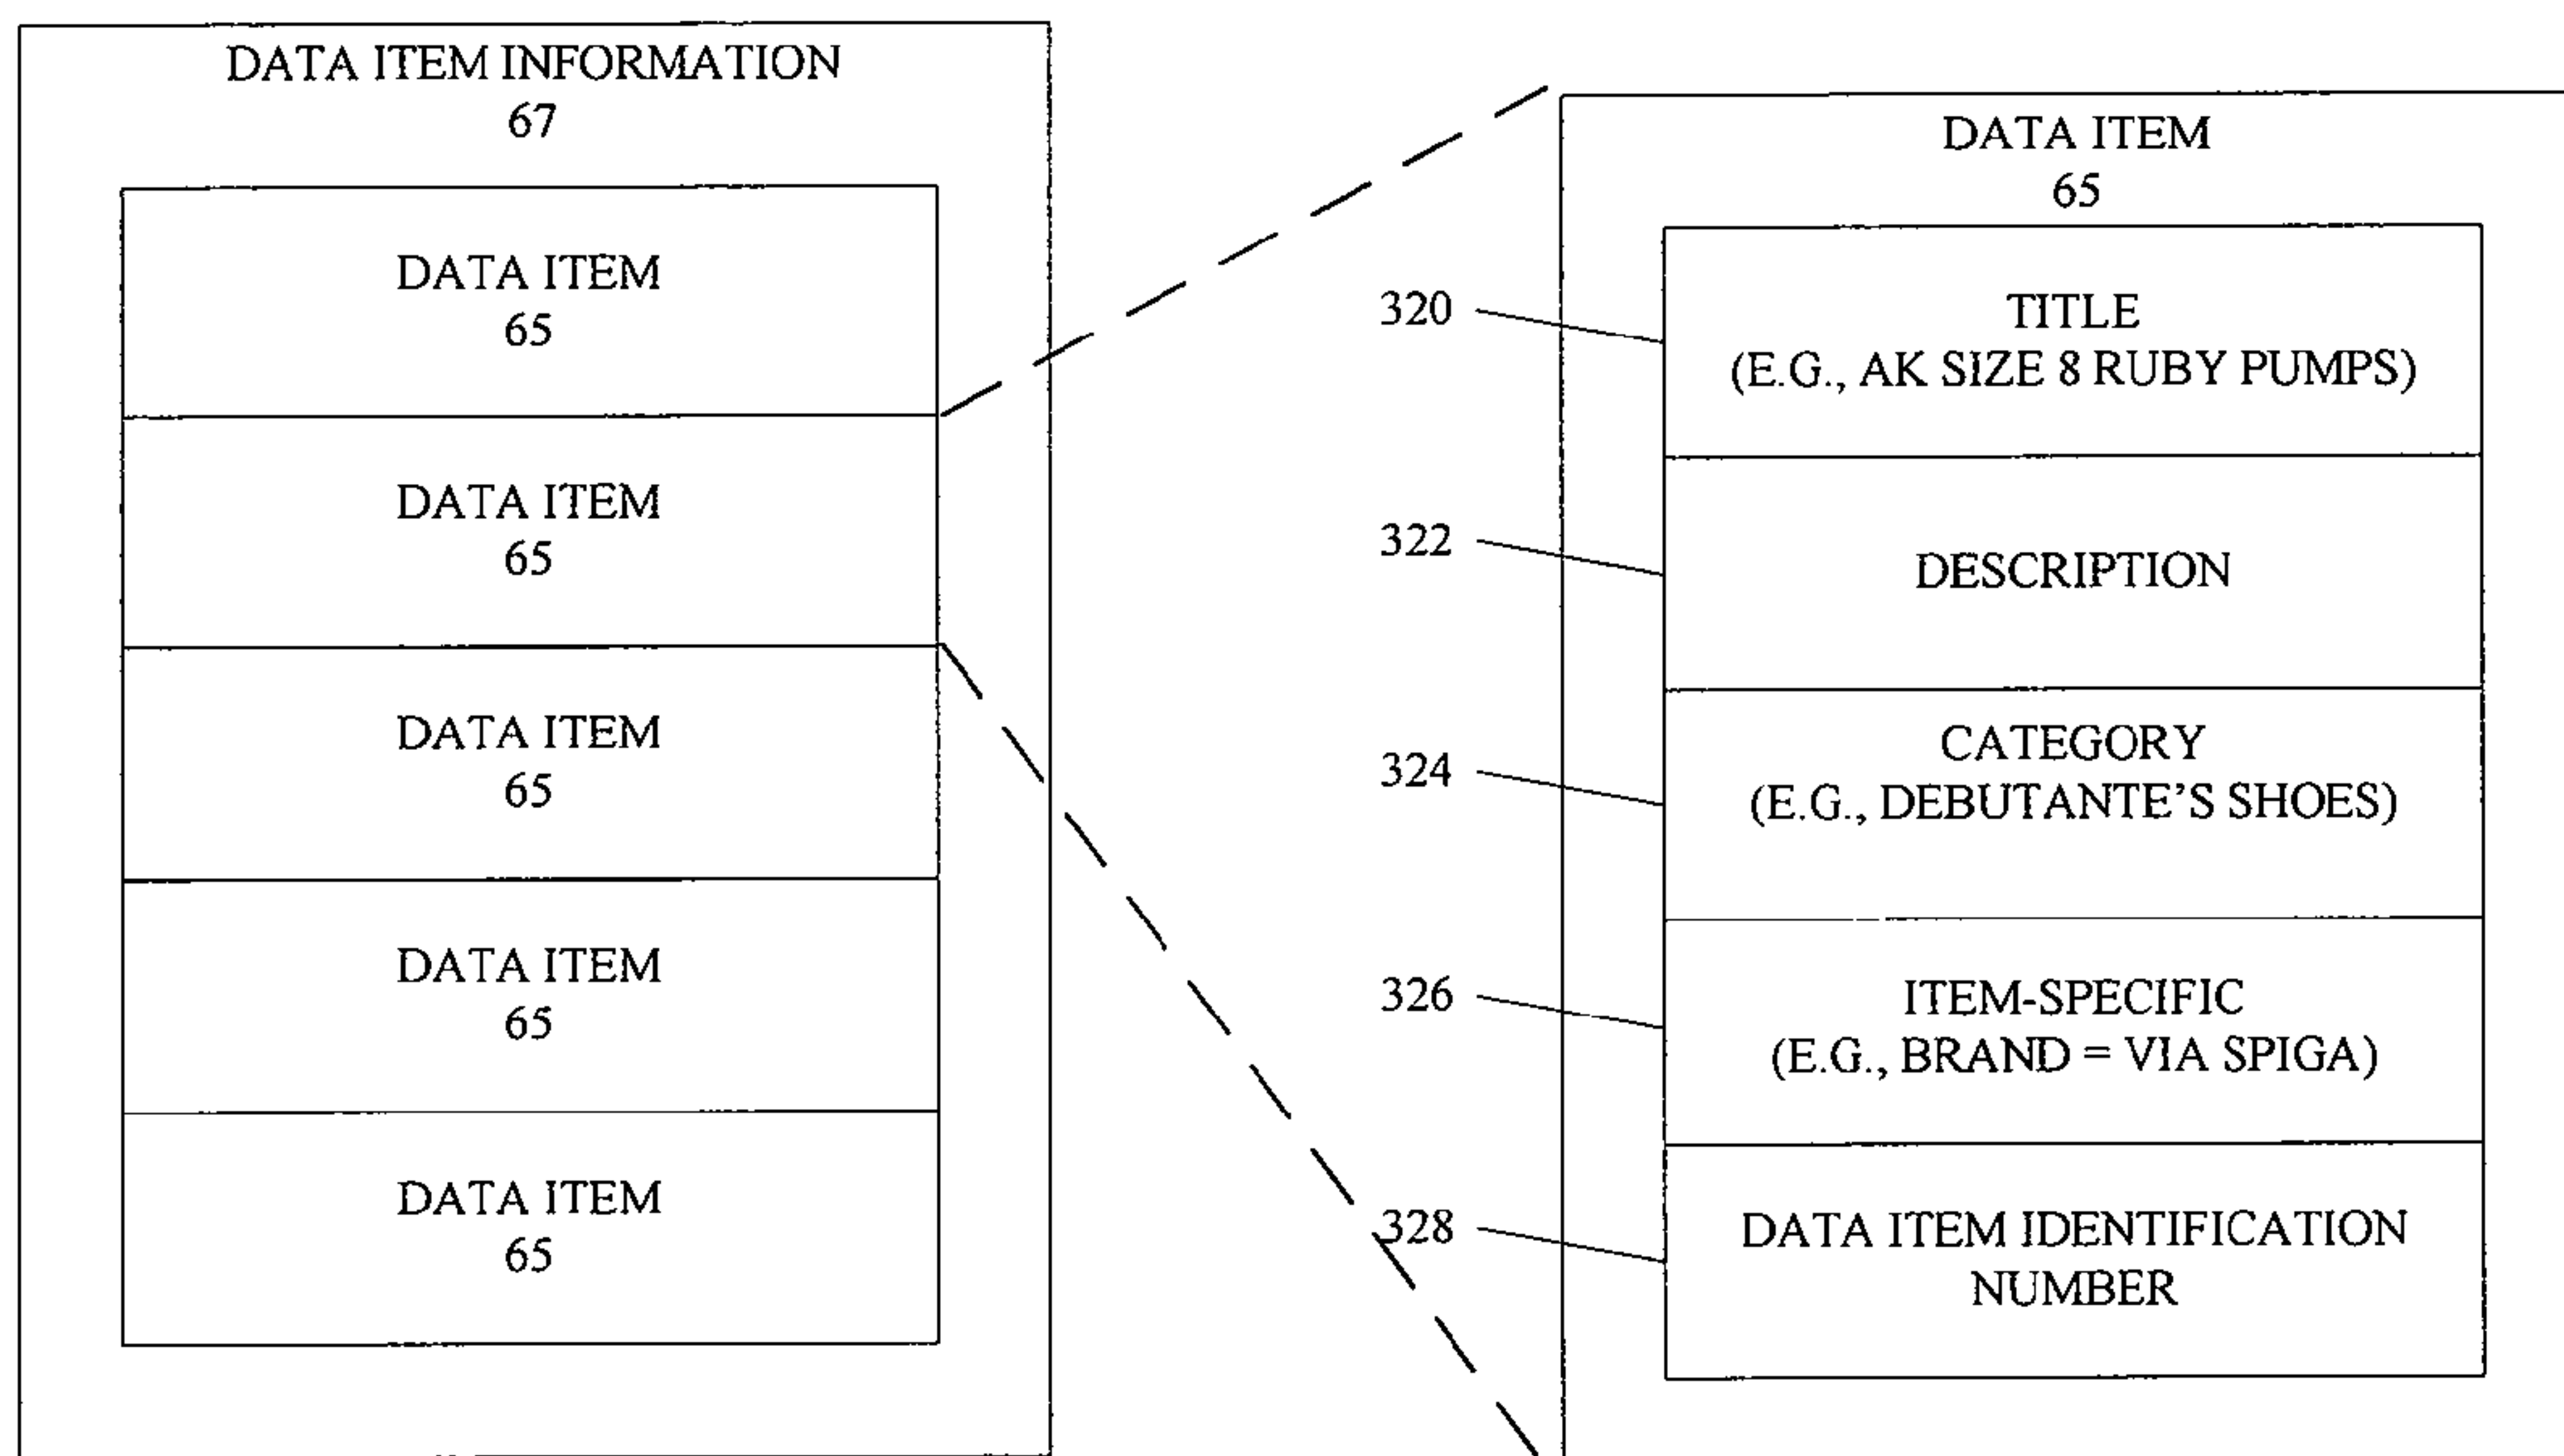 DATA ITEM INFORMATION
67
DATA ITEM
65
DATA ITEM
65
DATA ITEM
65
DATA ITEM
65
DATA ITEM
65
DATA ITEM
65
320
TITLE
(E.G., AK SIZE 8 RUBY PUMPS)
322
DESCRIPTION
324
CATEGORY
(E.G., DEBUTANTE'S SHOES)
326
ITEM-SPECIFIC
(E.G., BRAND = VIA SPIGA)
328
DATA ITEM IDENTIFICATION
NUMBER